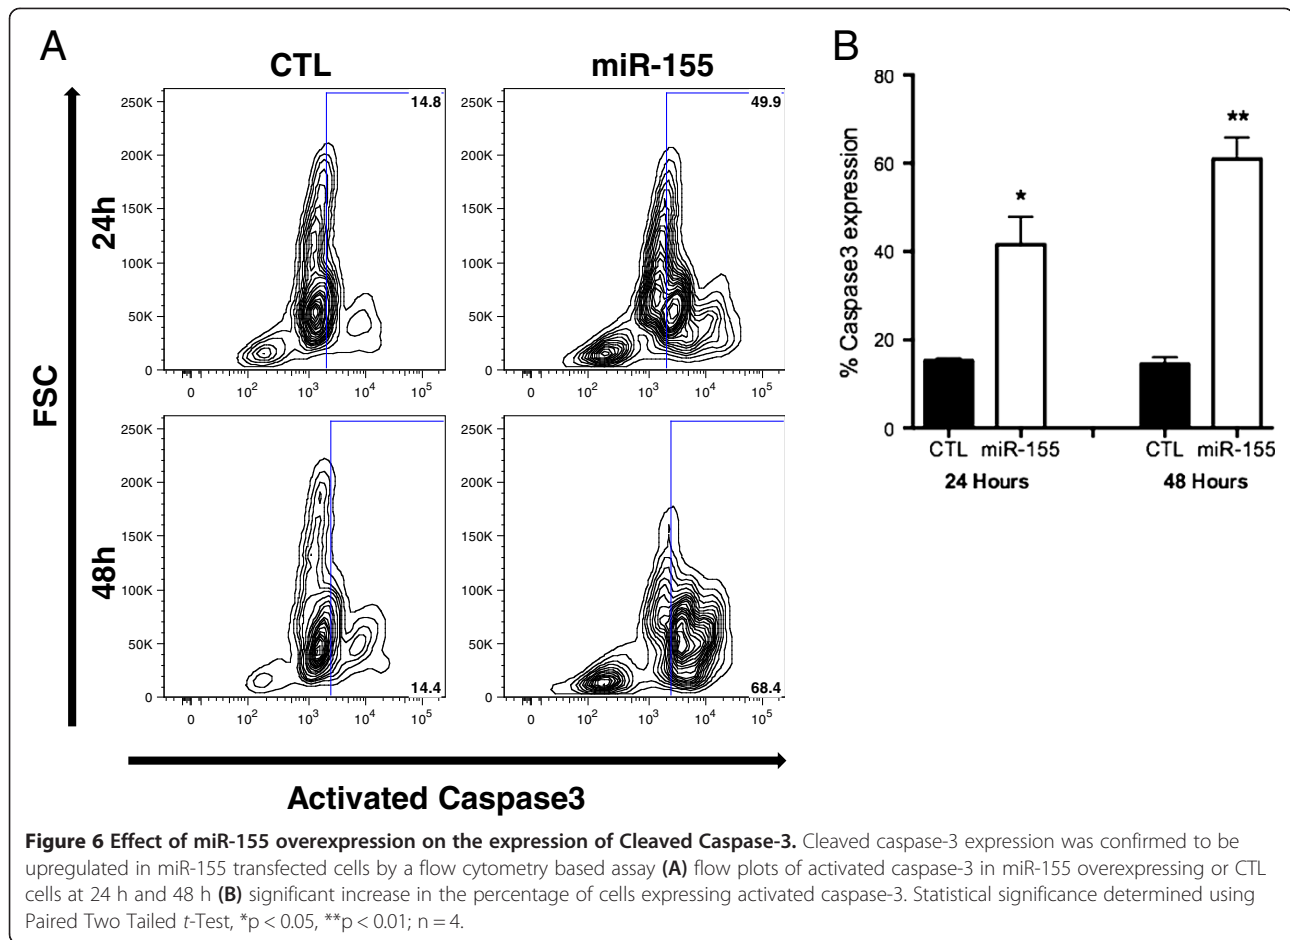 A
B
CTL
miR-155
FSC
24h
250K
200K
150K
100K
50K
0
14.8
0 10² 10³ 10⁴ 10⁵
49.9
250K
200K
150K
100K
50K
0
0 10² 10³ 10⁴ 10⁵
48h
250K
200K
150K
100K
50K
0
14.4
0 10² 10³ 10⁴ 10⁵
250K
200K
150K
100K
50K
0
68.4
0 10² 10³ 10⁴ 10⁵
Activated Caspase3
% Caspase3 expression
80
60
40
20
0
*
**
CTL miR-155 CTL miR-155
24 Hours 48 Hours
Figure 6 Effect of miR-155 overexpression on the expression of Cleaved Caspase-3. Cleaved caspase-3 expression was confirmed to be
upregulated in miR-155 transfected cells by a flow cytometry based assay (A) flow plots of activated caspase-3 in miR-155 overexpressing or CTL
cells at 24 h and 48 h (B) significant increase in the percentage of cells expressing activated caspase-3. Statistical significance determined using
Paired Two Tailed t-Test, *p < 0.05, **p < 0.01; n = 4.